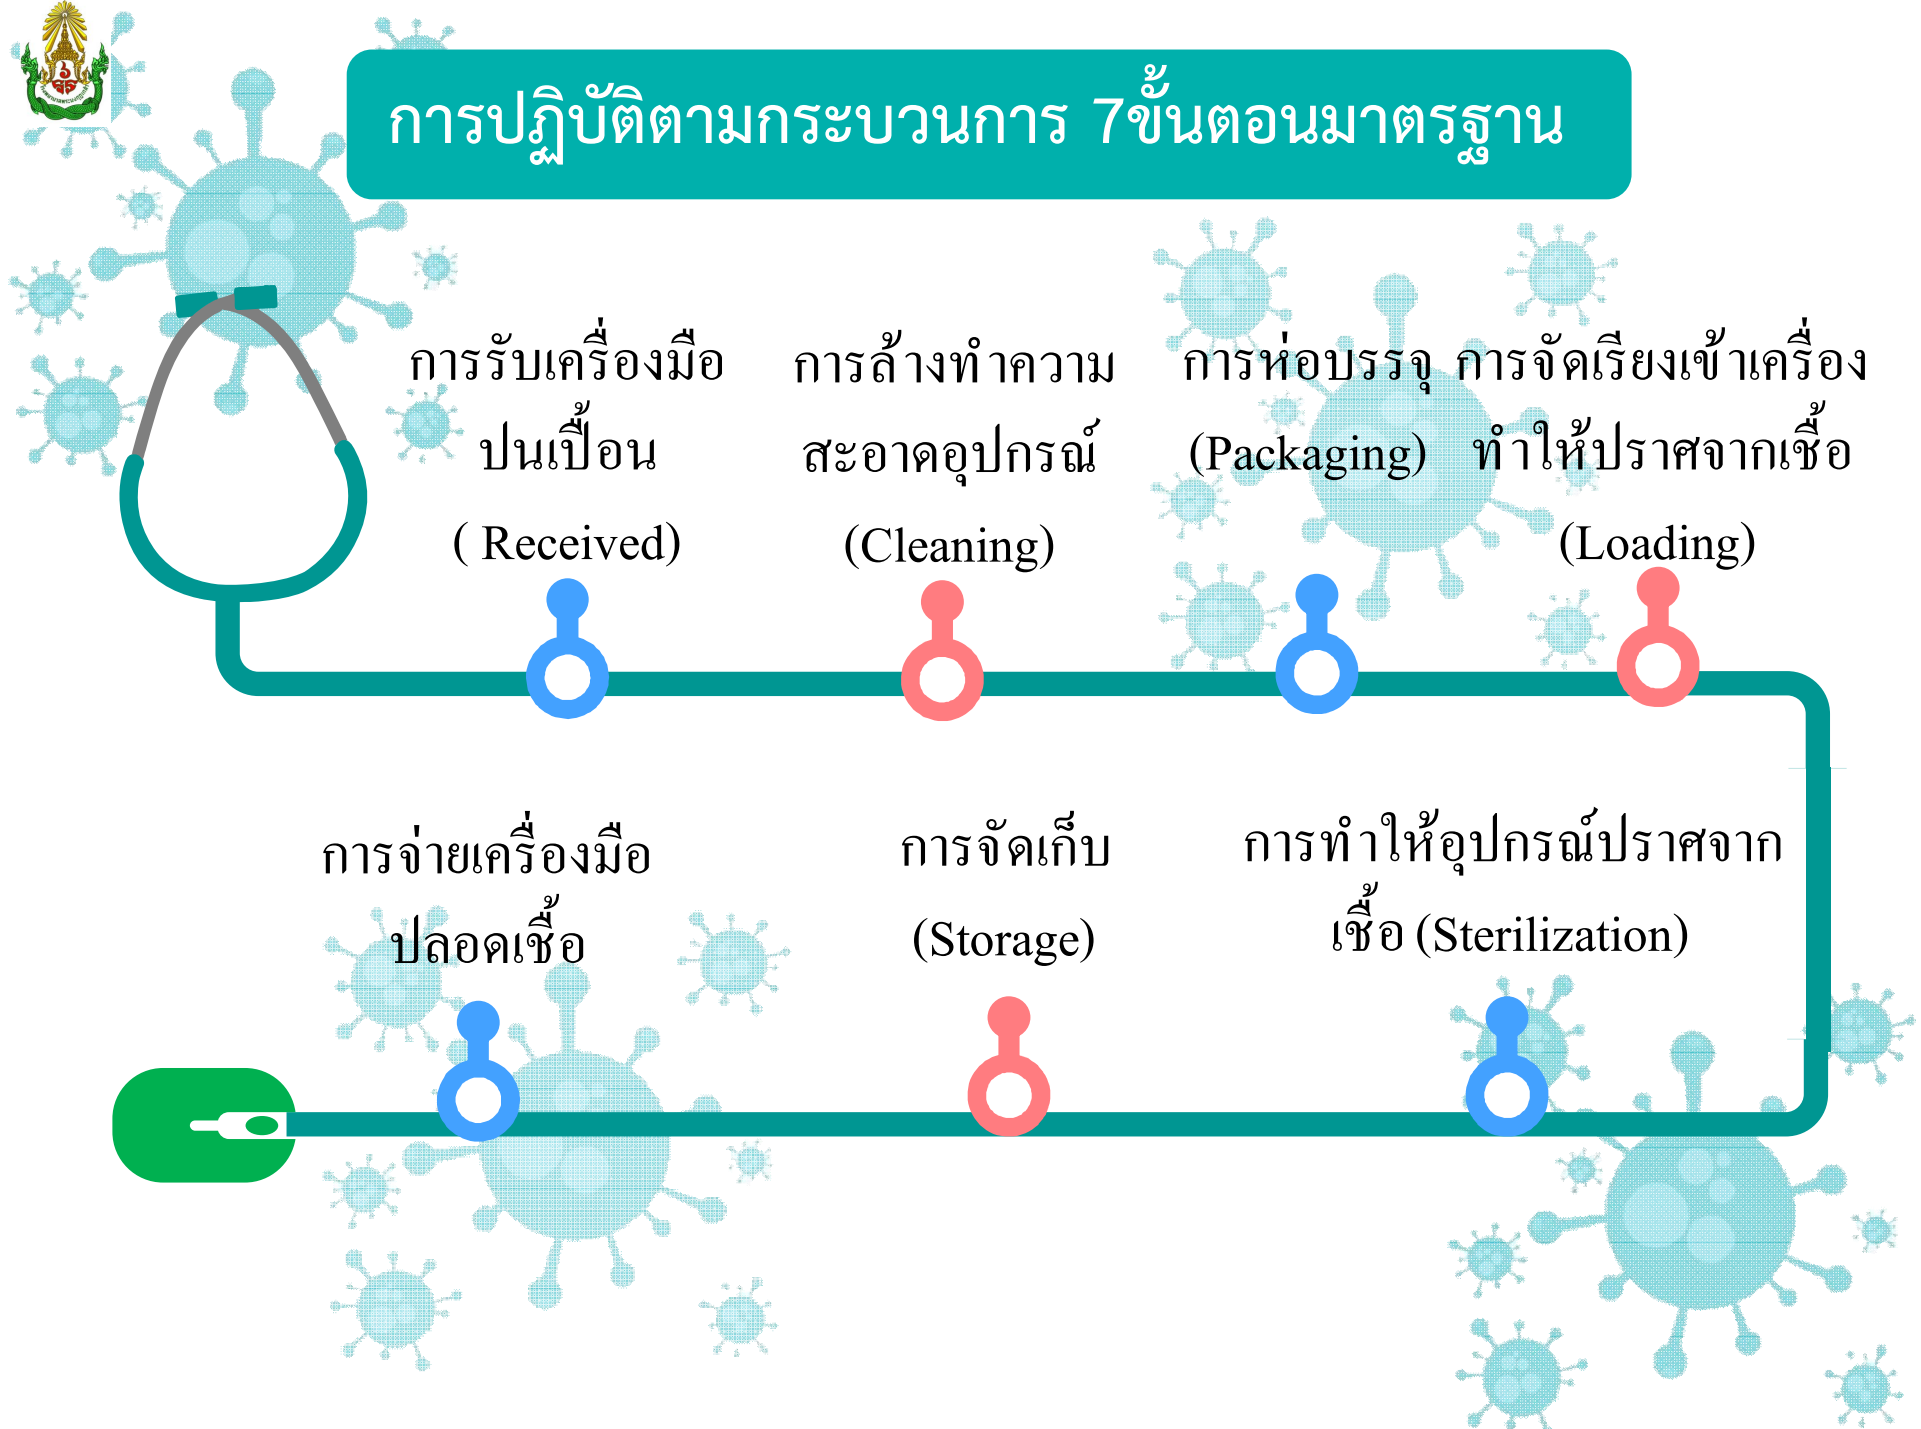 การปฏิบัติตามกระบวนการ 7ขั้นตอนมาตรฐาน
การรับเครื่องมือ
ปนเปื้อน
( Received)
การล้างทำความ
สะอาดอุปกรณ์
(Cleaning)
การห่อบรรจุ
(Packaging)
การจัดเรียงเข้าเครื่อง
ทำให้ปราศจากเชื้อ
(Loading)
การทำให้อุปกรณ์ปราศจาก
เชื้อ (Sterilization)
การจัดเก็บ
(Storage)
การจ่ายเครื่องมือ
ปลอดเชื้อ